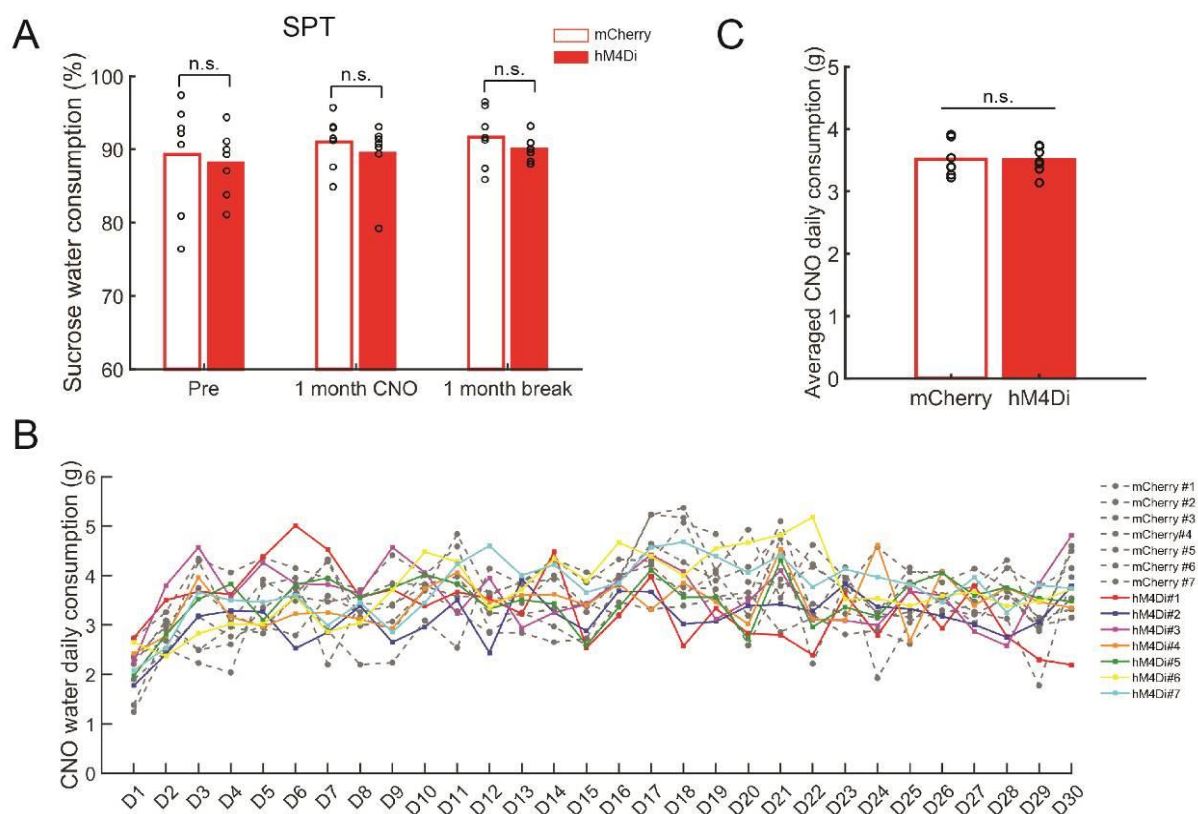 A
SPT
mCherry
hM4Di
Sucrose water consumption (%)
100
90
80
70
60
n.s.
n.s.
n.s.
Pre
1 month CNO
1 month break
C
Averaged CNO daily consumption (g)
5
4
3
2
1
0
n.s.
mCherry
hM4Di
B
CNO water daily consumption (g)
6
5
4
3
2
1
0
D1
D2
D3
D4
D5
D6
D7
D8
D9
D10
D11
D12
D13
D14
D15
D16
D17
D18
D19
D20
D21
D22
D23
D24
D25
D26
D27
D28
D29
D30
mCherry #1
mCherry #2
mCherry #3
mCherry#4
mCherry #5
mCherry #6
mCherry #7
hM4Di#1
hM4Di#2
hM4Di#3
hM4Di#4
hM4Di#5
hM4Di#6
hM4Di#7